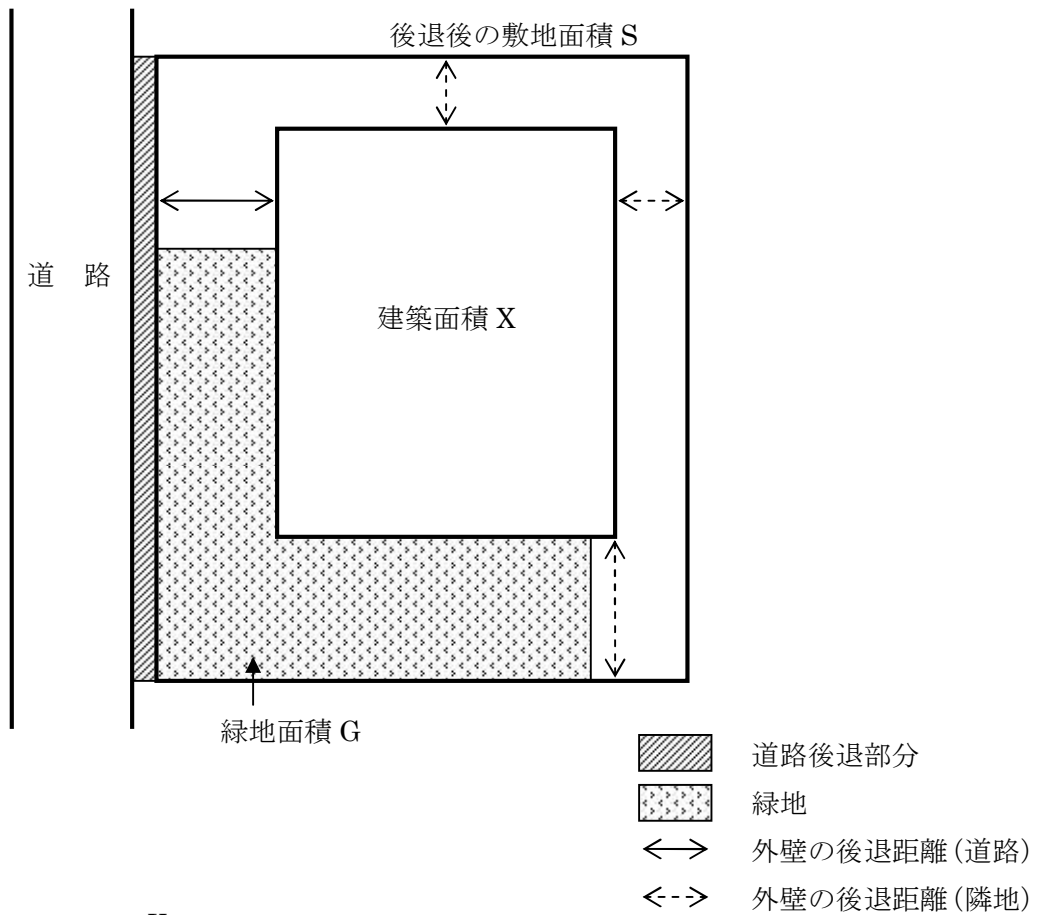 後退後の敷地面積 S
道 路
建築面積 X
緑地面積 G
道路後退部分
緑地
外壁の後退距離（道路）
外壁の後退距離（隣地）